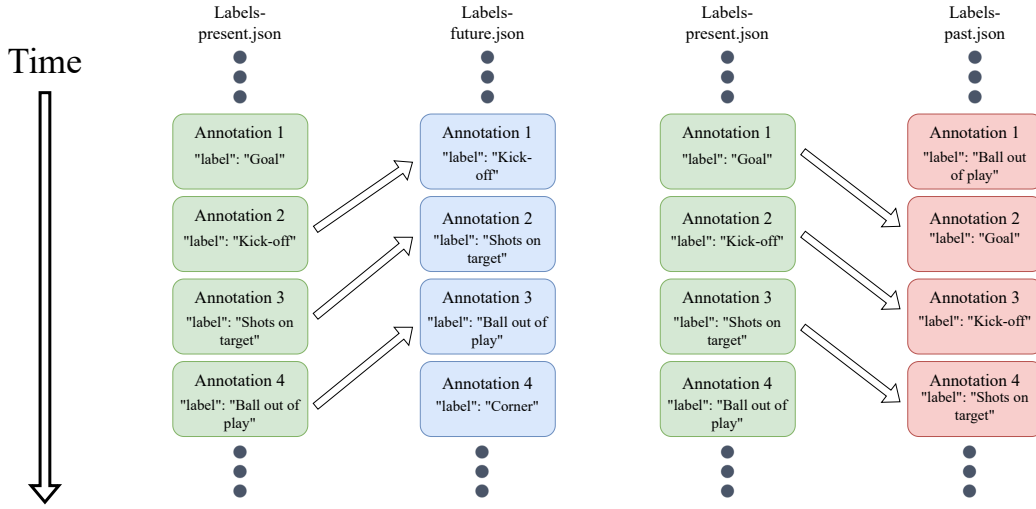 Labels-
present.json
Labels-
future.json
Labels-
present.json
Labels-
past.json
Time
Annotation 1
"label": "Goal"
Annotation 2
"label": "Kick-off"
Annotation 3
"label": "Shots on
target"
Annotation 4
"label": "Ball out of
play"
Annotation 1
"label": "Kick-
off"
Annotation 2
"label": "Shots on
target"
Annotation 3
"label": "Ball out of
play"
Annotation 4
"label": "Corner"
Annotation 1
"label": "Goal"
Annotation 2
"label": "Kick-off"
Annotation 3
"label": "Shots on
target"
Annotation 4
"label": "Ball out of
play"
Annotation 1
"label": "Ball out
of play"
Annotation 2
"label": "Goal"
Annotation 3
"label": "Kick-off"
Annotation 4
"label": "Shots on
target"